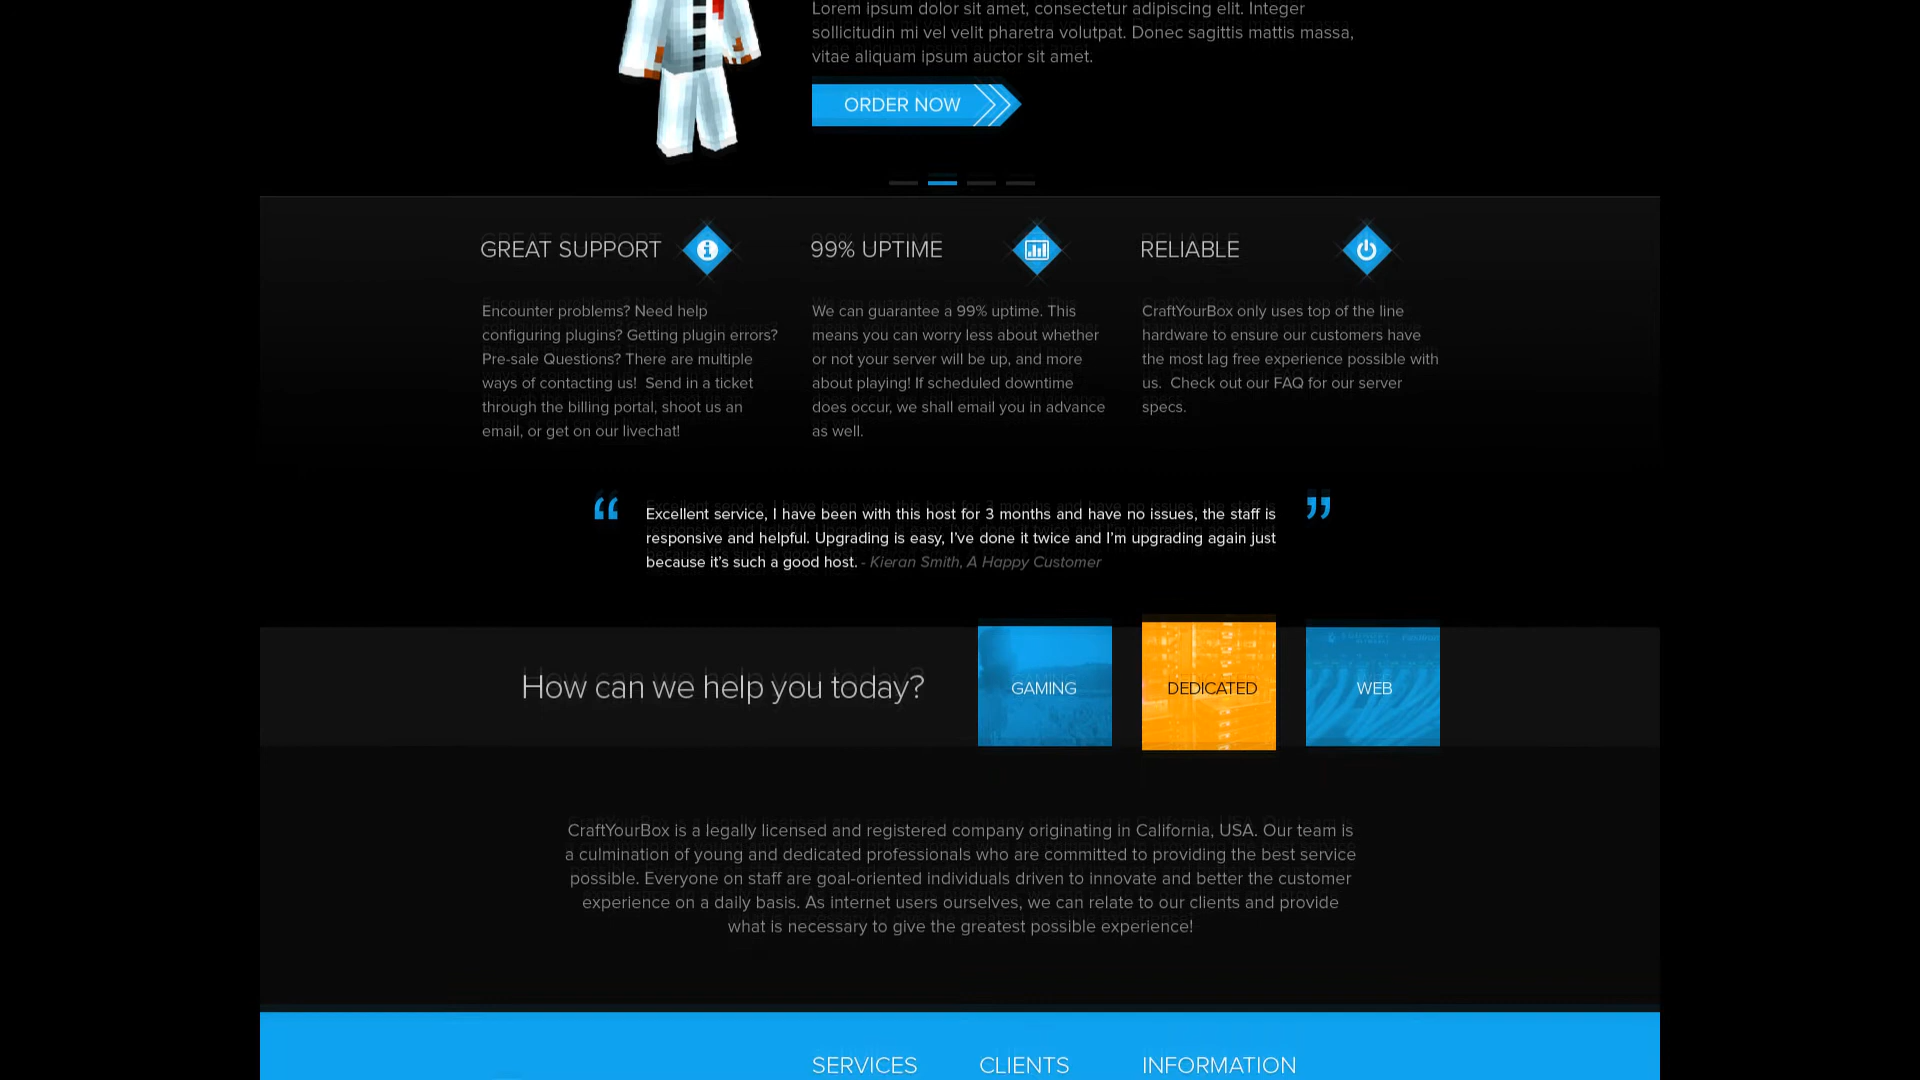 Lorem ipsum dolor sit amet, consectetur adipiscing elit. Integer
sollicitudin mi vel velit pharetra volutpat. Donec sagittis mattis massa,
vitae aliquam ipsum auctor sit amet.
ORDER NOW
GREAT SUPPORT
Encounter problems? Need help
configuring plugins? Getting plugin errors?
Pre-sale Questions? There are multiple
ways of contacting us! Send in a ticket
through the billing portal, shoot us an
email, or get on our livechat!
99% UPTIME
We can guarantee a 99% uptime. This
means you can worry less about whether
or not your server will be up, and more
about playing! If scheduled downtime
does occur, we shall email you in advance
as well.
RELIABLE
CraftYourBox only uses top of the line
hardware to ensure our customers have
the most lag free experience possible with
us. Check out our FAQ for our server
specs.
“ Excellent service, I have been with this host for 3 months and have no issues, the staff is ”
responsive and helpful. Upgrading is easy, I’ve done it twice and I’m upgrading again just
because it’s such a good host. - Kieran Smith, A Happy Customer
How can we help you today?
GAMING
DEDICATED
WEB
CraftYourBox is a legally licensed and registered company originating in California, USA. Our team is
a culmination of young and dedicated professionals who are committed to providing the best service
possible. Everyone on staff are goal-oriented individuals driven to innovate and better the customer
experience on a daily basis. As internet users ourselves, we can relate to our clients and provide
what is necessary to give the greatest possible experience!
SERVICES
CLIENTS
INFORMATION